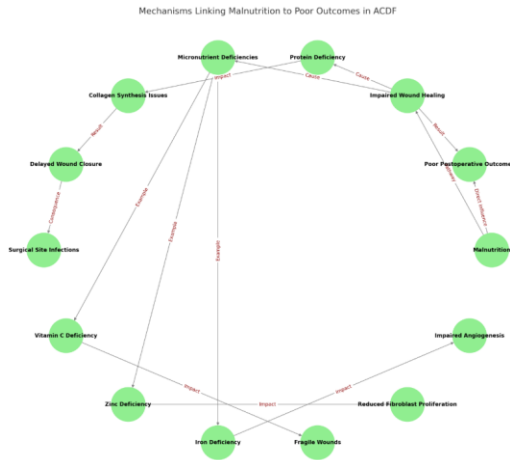 Mechanisms Linking Malnutrition to Poor Outcomes in ACDF
Micronutrient Deficiencies
Protein Deficiency
Impact
Cause
Cause
Collagen Synthesis Issues
Impaired Wound Healing
Result
Result
Delayed Wound Closure
Poor Postoperative Outcome
Example
Consequence
Direct Influence
Example
Surgical Site Infections
Example
Malnutrition
Vitamin C Deficiency
Impaired Angiogenesis
Impact
Impact
Zinc Deficiency
Impact
Reduced Fibroblast Proliferation
Iron Deficiency
Fragile Wounds